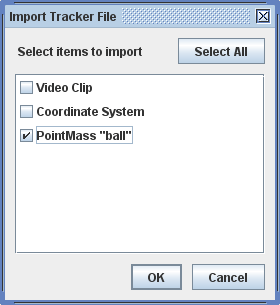 Import Tracker File
Select items to import
Select All
Video Clip
Coordinate System
PointMass "ball"
OK
Cancel